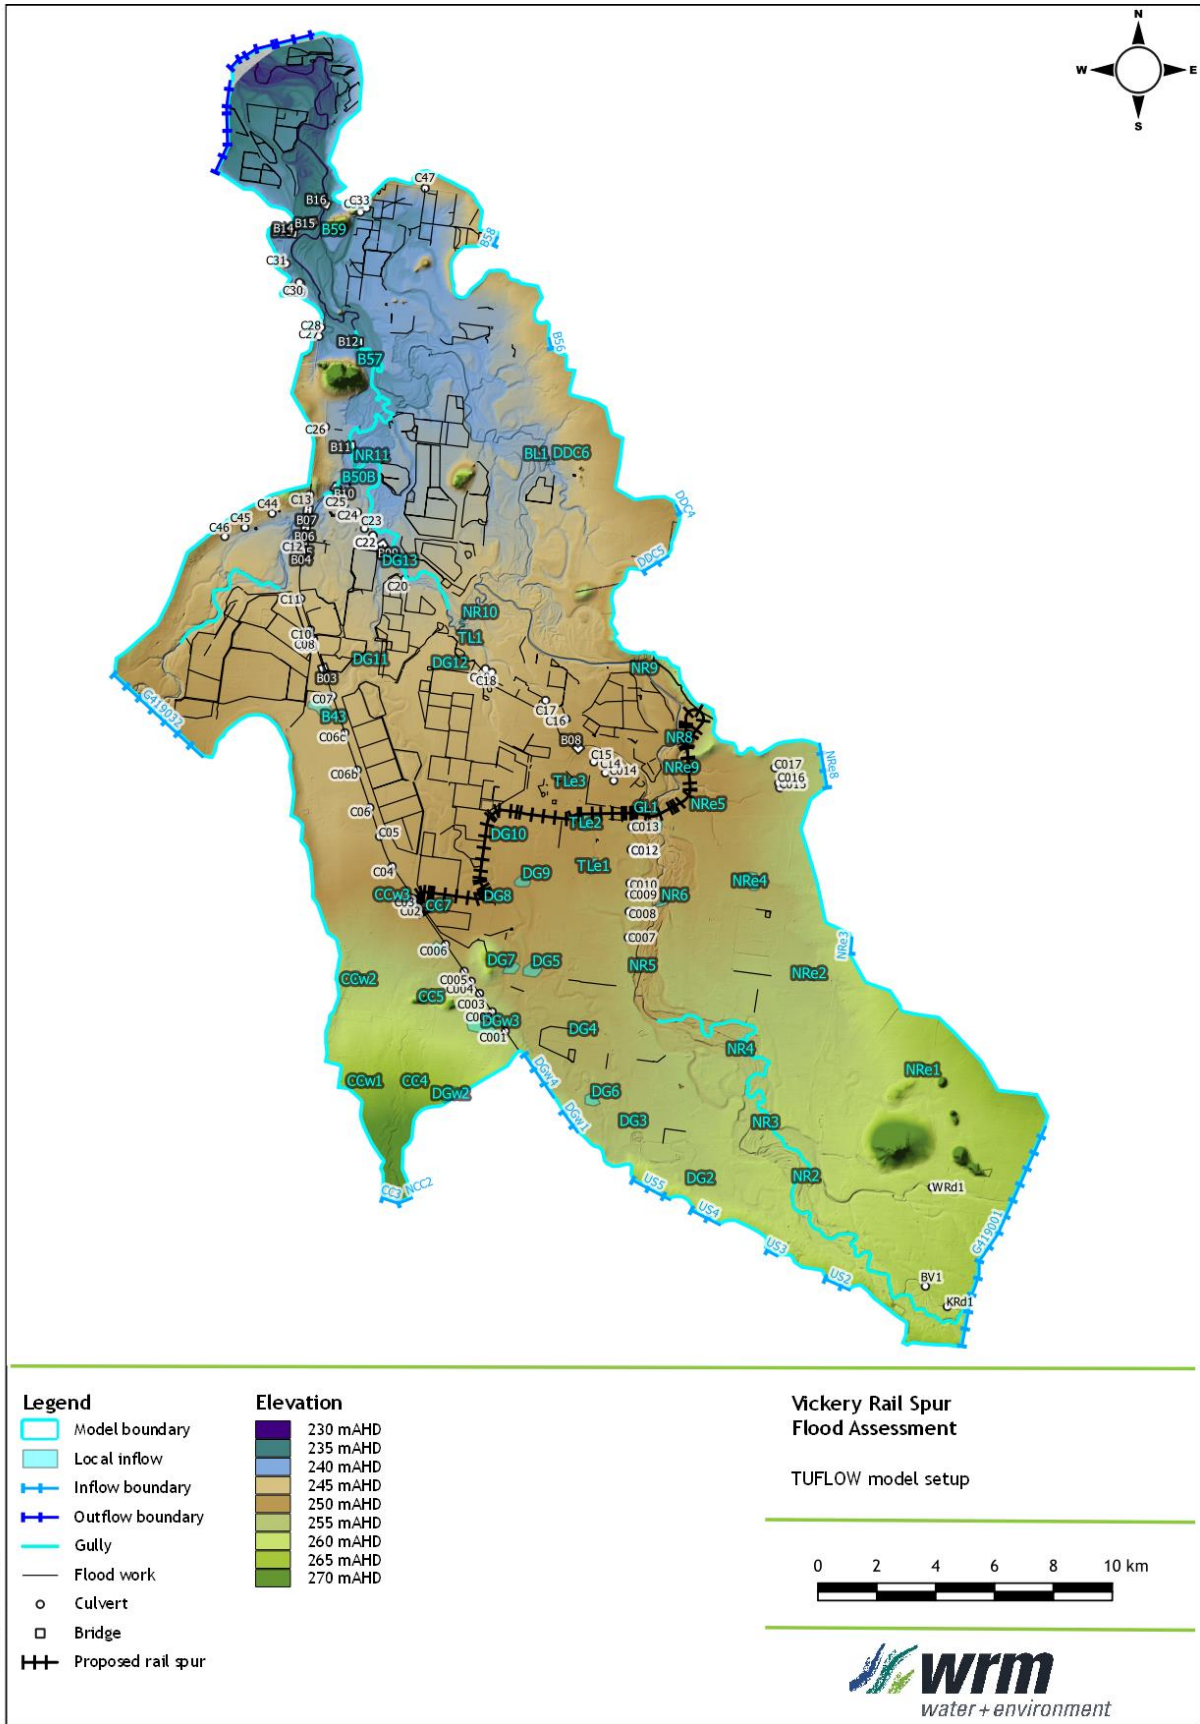 N
W
E
S
C47
B16
C33
B14
B15
B59
B58
C31
C30
C28
C27
B12
B57
B56
C26
B11
NR11
BL1
DDC6
B50B
B10
C25
C13
C44
C45
C46
C24
C23
B07
B06
C12
B04
C22
DG13
DDC4
DDC5
C20
C11
NR10
C10
C08
TL1
DG11
DG12
B03
C18
NR9
G419032
C07
B43
C17
C16
C06c
B08
NR8
C15
C14
C014
NRe9
C06b
TLe3
C017
C016
C015
NRe8
C06
GL1
NRe5
C05
DG10
TLe2
C013
C012
C04
DG9
TLe1
CCw3
C03
C02
CC7
DG8
C010
C009
NR6
NRe4
C008
C006
C007
NRe3
DG7
DG5
NR5
NRe2
CCw2
C005
C004
CC5
C003
DGw3
C001
DG4
NR4
DGw4
NRe1
CCw1
CC4
DGw2
DG6
DGw1
DG3
NR3
CC3
NCC2
US5
DG2
NR2
WRd1
US4
G419001
US3
US2
BV1
KRd1
Legend
Model boundary
Local inflow
Inflow boundary
Outflow boundary
Gully
Flood work
Culvert
Bridge
Proposed rail spur
Elevation
230 mAHD
235 mAHD
240 mAHD
245 mAHD
250 mAHD
255 mAHD
260 mAHD
265 mAHD
270 mAHD
Vickery Rail Spur
Flood Assessment
TUFLOW model setup
0 2 4 6 8 10 km
wrm
water + environment